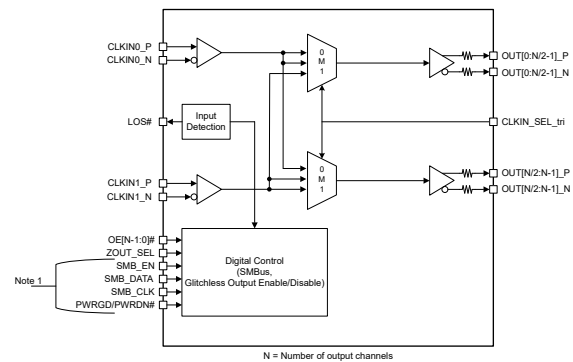 CLKIN0_P
CLKIN0_N
0
M
1
OUT[0:N/2-1]_P
OUT[0:N/2-1]_N
LOS#
Input
Detection
CLKIN_SEL_tri
CLKIN1_P
CLKIN1_N
0
M
1
OUT[N/2:N-1]_P
OUT[N/2:N-1]_N
OE[N-1:0]#
ZOUT_SEL
SMB_EN
SMB_DATA
SMB_CLK
PWRGD/PWRDN#
Note 1
Digital Control
(SMBus,
Glitchless Output Enable/Disable)
N = Number of output channels